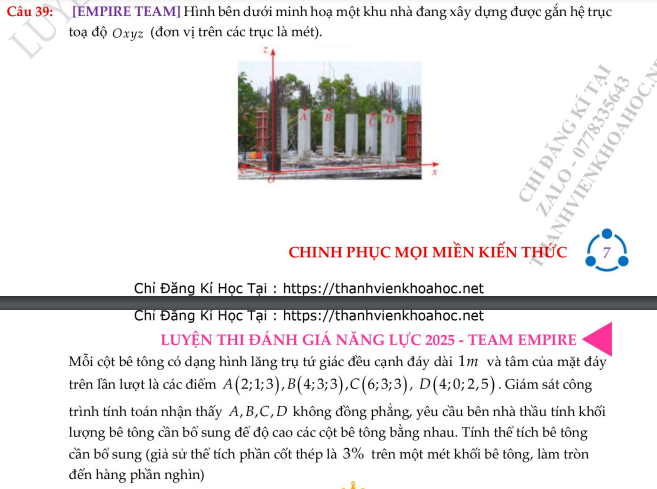 Câu 39: [EMPIRE TEAM] Hình bên dưới minh hoạ một khu nhà đang xây dựng được gắn hệ trục
toạ độ Oxyz (đơn vị trên các trục là mét).
z
A B C D
O
x
CHỈ ĐĂNG KÍ TẠI
ZALO - 0778335643
CHINH PHỤC MỌI MIỀN KIẾN THỨC 7
Chỉ Đăng Kí Học Tại : https://thanhvienkhoahoc.net
Chỉ Đăng Kí Học Tại : https://thanhvienkhoahoc.net
LUYỆN THI ĐÁNH GIÁ NĂNG LỰC 2025 - TEAM EMPIRE
Mỗi cột bê tông có dạng hình lăng trụ tứ giác đều cạnh đáy dài 1m và tâm của mặt đáy
trên lần lượt là các điểm A(2;1;3), B(4;3;3), C(6;3;3), D(4;0;2,5). Giám sát công
trình tính toán nhận thấy A,B,C,D không đồng phẳng, yêu cầu bên nhà thầu tính khối
lượng bê tông cần bổ sung để độ cao các cột bê tông bằng nhau. Tính thể tích bê tông
cần bổ sung (giả sử thể tích phần cốt thép là 3% trên một mét khối bê tông, làm tròn
đến hàng phần nghìn)